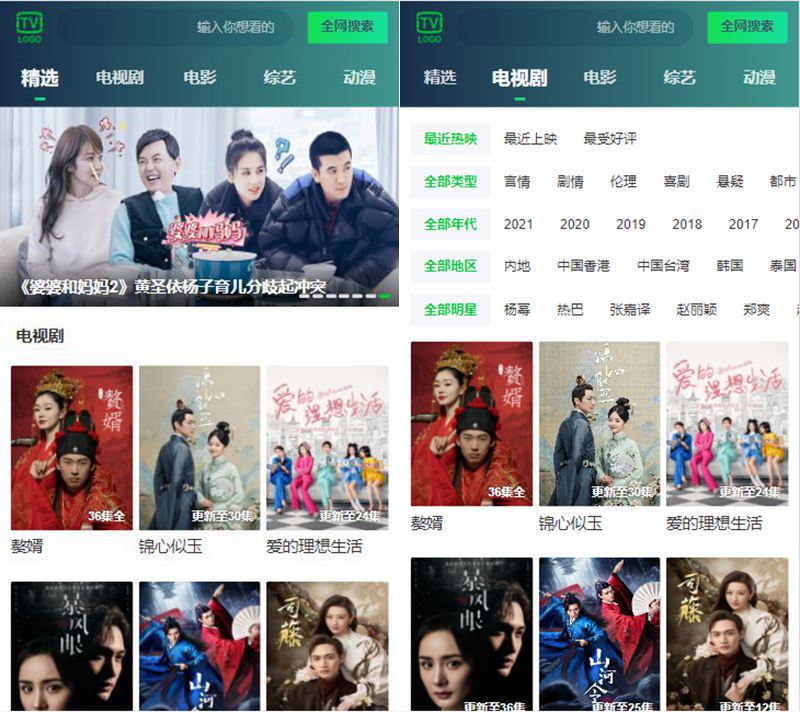 TV
LOGO
输入你想看的
全网搜索
精选
电视剧
电影
综艺
动漫
婆婆和妈妈
《婆婆和妈妈2》黄圣依杨子育儿分歧起冲突
电视剧
赘婿
36集全
锦心似玉
更新至30集
爱的理想生活
更新至24集
赘婿
锦心似玉
爱的理想生活
暴风眼
山河令
司藤
TV
LOGO
输入你想看的
全网搜索
精选
电视剧
电影
综艺
动漫
最近热映 最近上映 最受好评
全部类型 言情 剧情 伦理 喜剧 悬疑 都市
全部年代 2021 2020 2019 2018 2017 20
全部地区 内地 中国香港 中国台湾 韩国 泰国
全部明星 杨幂 热巴 张嘉译 赵丽颖 郑爽
赘婿
36集全
锦心似玉
更新至30集
爱的理想生活
更新至24集
赘婿
锦心似玉
爱的理想生活
暴风眼
更新至36集
山河令
更新至25集
司藤
更新至12集